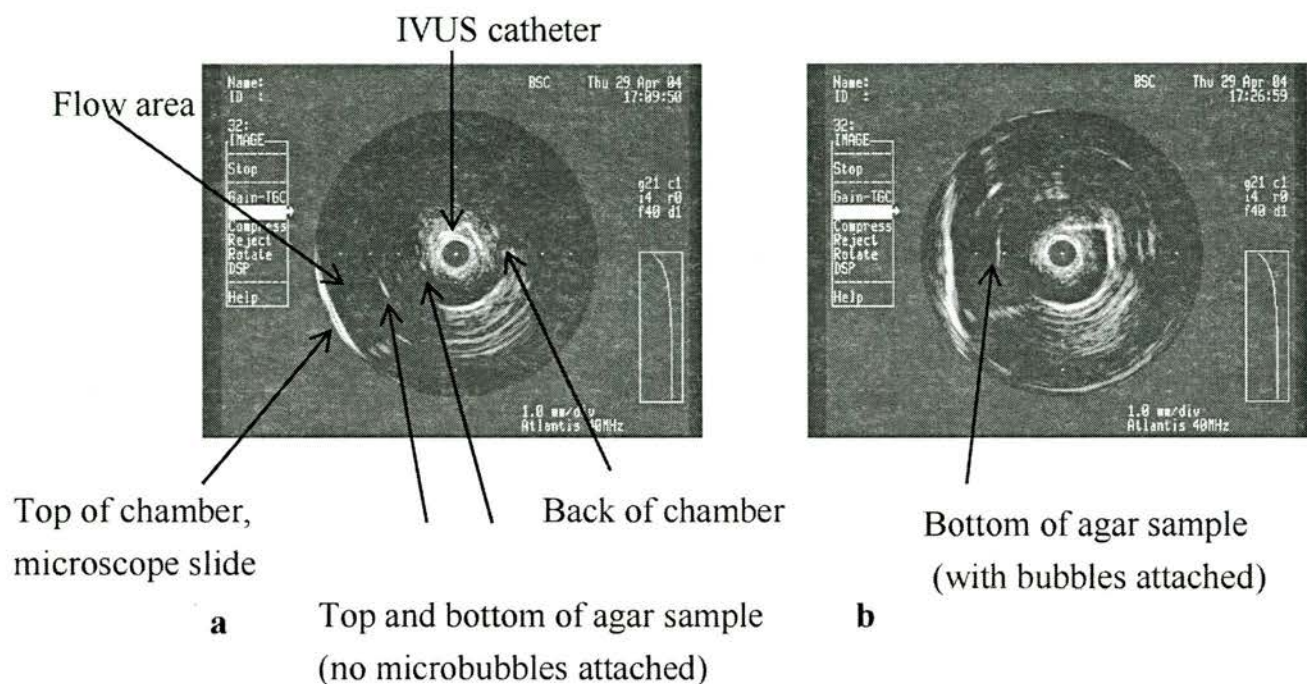 IVUS catheter
Flow area
Name:
ID :
BSC
Thu 29 Apr 04
17:09:50
32:
IMAGE
Stop
Gain-TGC
Compress
Reject
Rotate
DSP
Help
g21 c1
i4 r0
f40 d1
1.0 mm/div
Atlantis 40MHz
Name:
ID :
BSC
Thu 29 Apr 04
17:26:59
32:
IMAGE
Stop
Gain-TGC
Compress
Reject
Rotate
DSP
Help
g21 c1
i4 r0
f40 d1
1.0 mm/div
Atlantis 40MHz
Top of chamber,
microscope slide
Back of chamber
Bottom of agar sample
(with bubbles attached)
a
Top and bottom of agar sample
(no microbubbles attached)
b